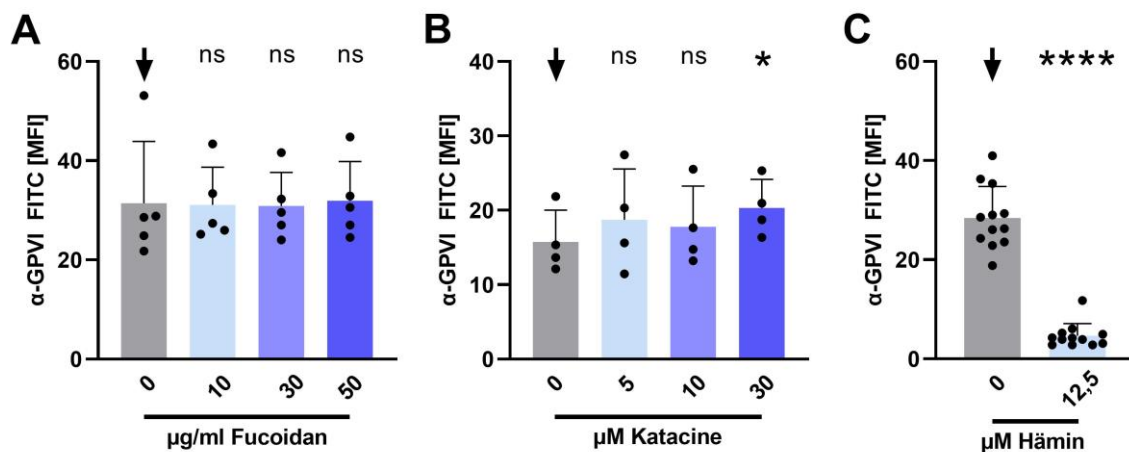 A
α-GPVI FITC [MFI]
60
40
20
0
ns
ns
ns
0
10
30
50
µg/ml Fucoidan
B
α-GPVI FITC [MFI]
40
30
20
10
0
ns
ns
*
0
5
10
30
µM Katacine
C
α-GPVI FITC [MFI]
60
40
20
0
****
0
12,5
µM Hämin